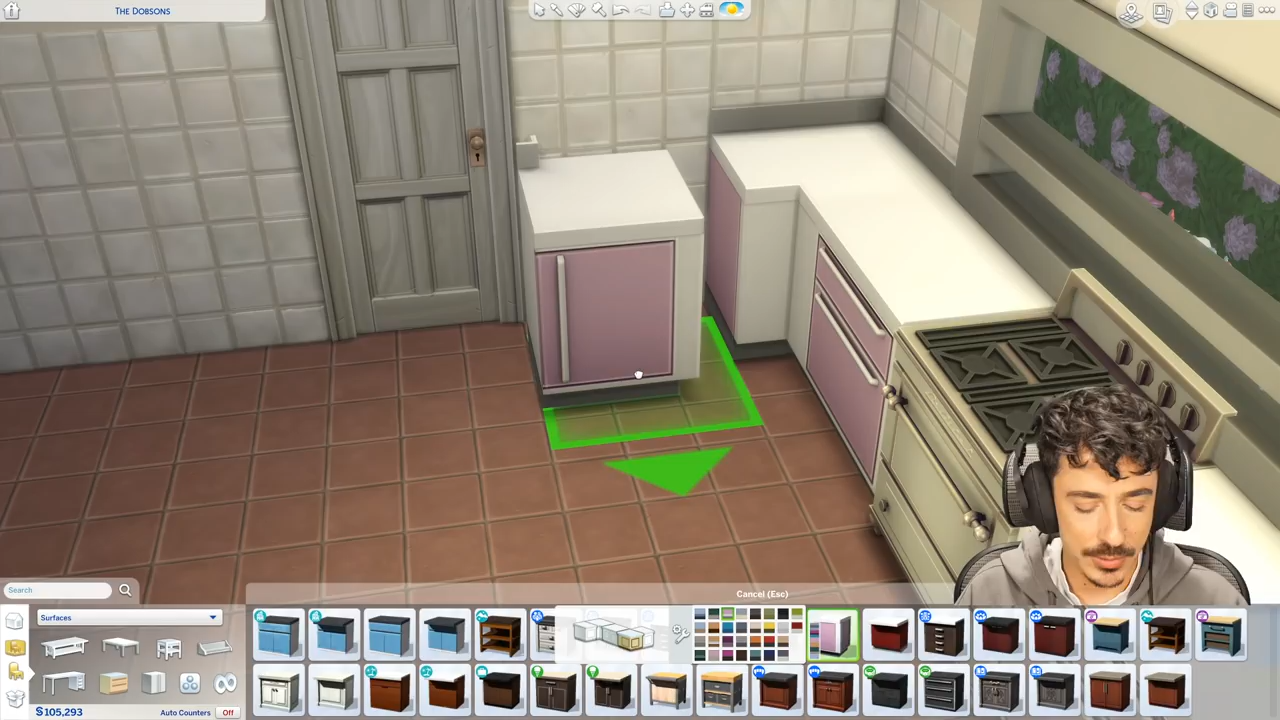 The Dobsons
Cancel (Esc)
Search
Surfaces
§105,293
Auto Counters
Off